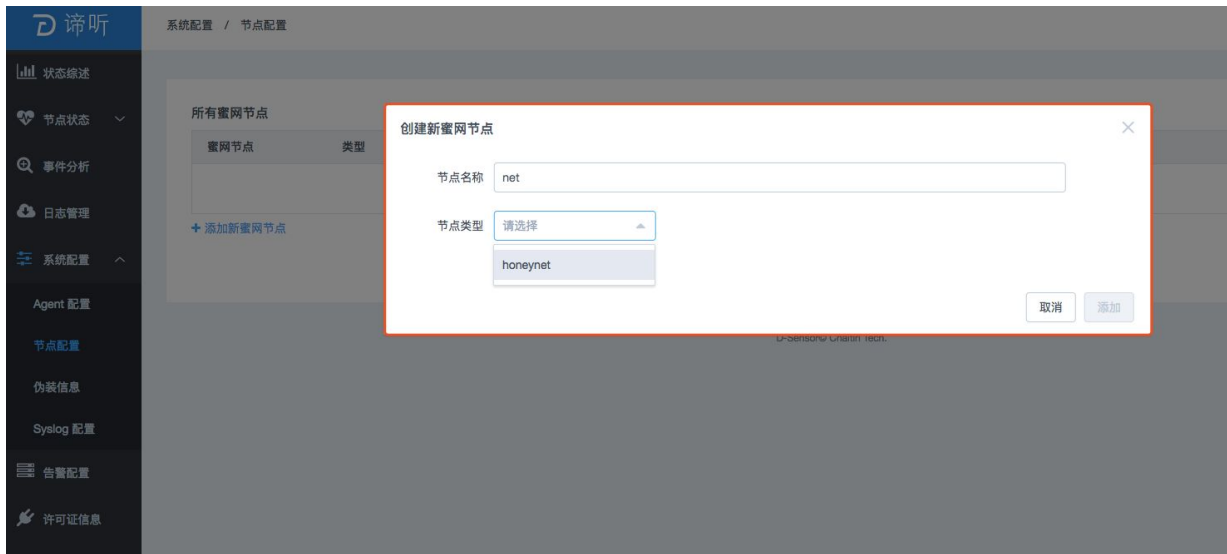 谛听
系统配置 / 节点配置
状态综述
节点状态
事件分析
日志管理
系统配置
Agent 配置
节点配置
伪装信息
Syslog 配置
告警配置
许可证信息
所有蜜网节点
蜜网节点 类型
+ 添加新蜜网节点
创建新蜜网节点
节点名称 net
节点类型 请选择
honeynet
取消 添加
D-Sensor© Chaitin Tech.